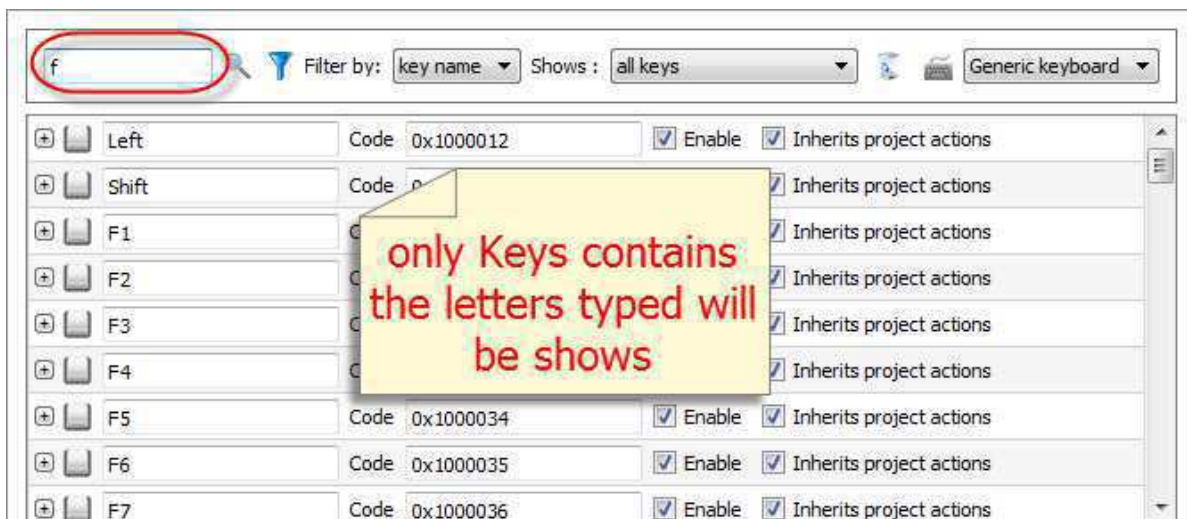 f Filter by: key name Shows : all keys Generic keyboard
Left Code 0x1000012 Enable Inherits project actions
Shift Code Inherits project actions
F1 Inherits project actions
F2 Inherits project actions
F3 Inherits project actions
F4 Inherits project actions
only Keys contains
the letters typed will
be shows
F5 Code 0x1000034 Enable Inherits project actions
F6 Code 0x1000035 Enable Inherits project actions
F7 Code 0x1000036 Enable Inherits project actions